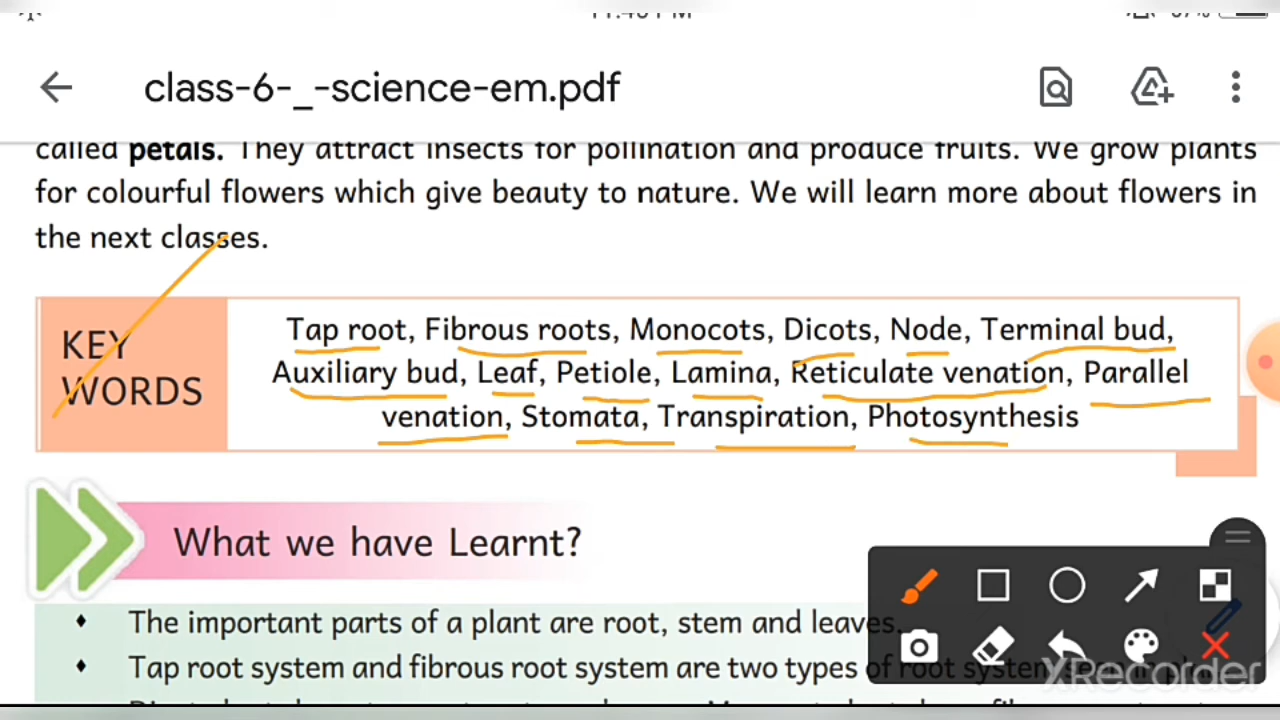 class-6-_-science-em.pdf
called petals. They attract insects for pollination and produce fruits. We grow plants
for colourful flowers which give beauty to nature. We will learn more about flowers in
the next classes.
KEY
WORDS
Tap root, Fibrous roots, Monocots, Dicots, Node, Terminal bud,
Auxiliary bud, Leaf, Petiole, Lamina, Reticulate venation, Parallel
venation, Stomata, Transpiration, Photosynthesis
What we have Learnt?
The important parts of a plant are root, stem and leaves.
Tap root system and fibrous root system are two types of root system
XRecorder